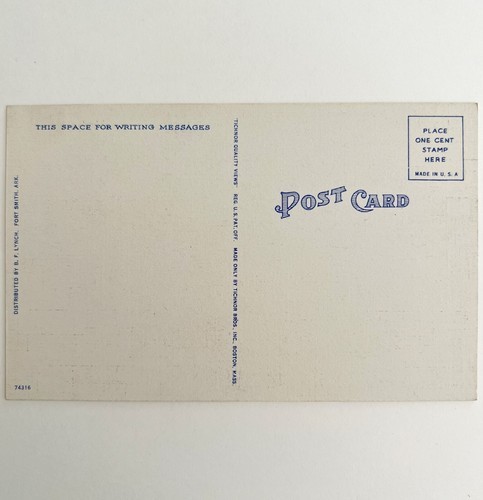 THIS SPACE FOR WRITING MESSAGES
PLACE
ONE CENT
STAMP
HERE
MADE IN U.S.A
POST CARD
DISTRIBUTED BY B. F. LYNCH, FORT SMITH, ARK.
TICHNOR QUALITY VIEWS REG. U.S. PAT. OFF. MADE ONLY BY TICHNOR BROS. INC. BOSTON, MASS.
74316